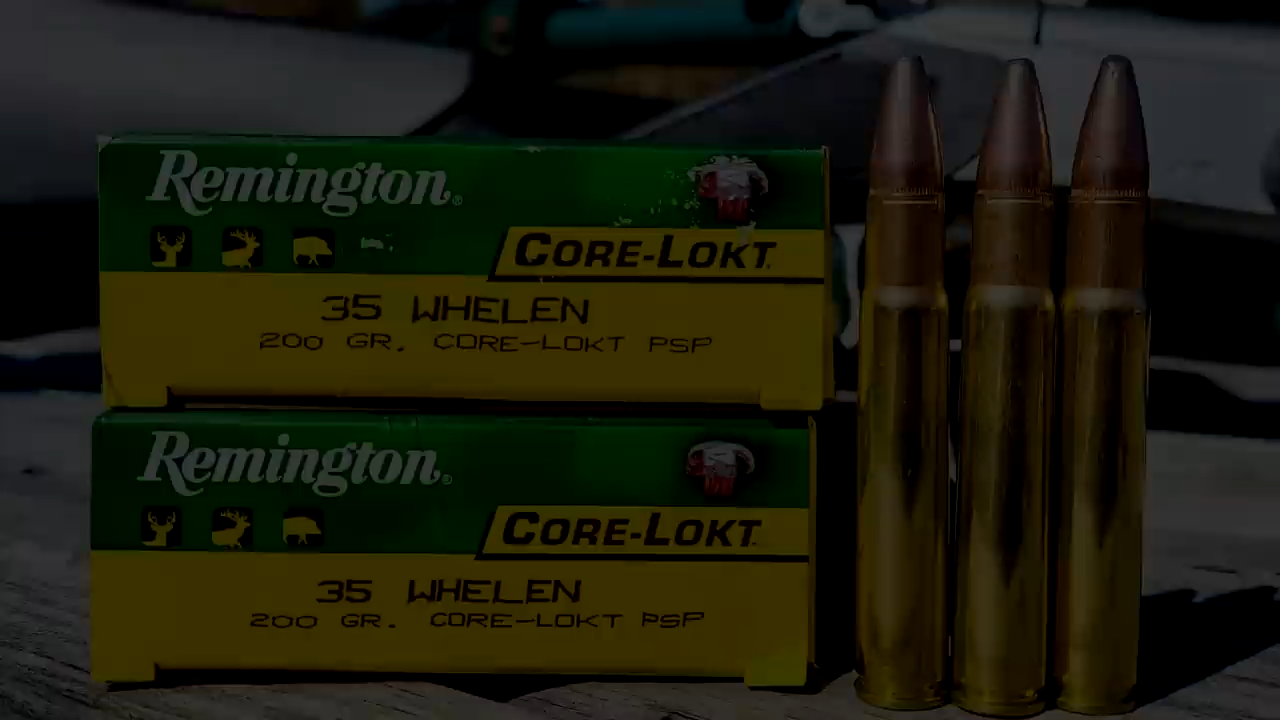 Remington®
CORE-LOKT
35 WHELEN
200 GR. CORE-LOKT PSP
Remington®
CORE-LOKT
35 WHELEN
200 GR. CORE-LOKT PSP